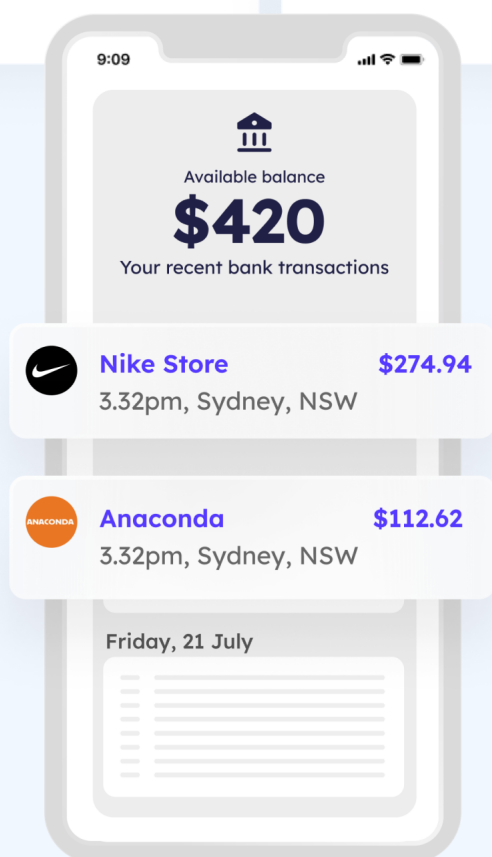 9:09
Available balance
$420
Your recent bank transactions
Nike Store $274.94
3.32pm, Sydney, NSW
ANACONDA
Anaconda $112.62
3.32pm, Sydney, NSW
Friday, 21 July